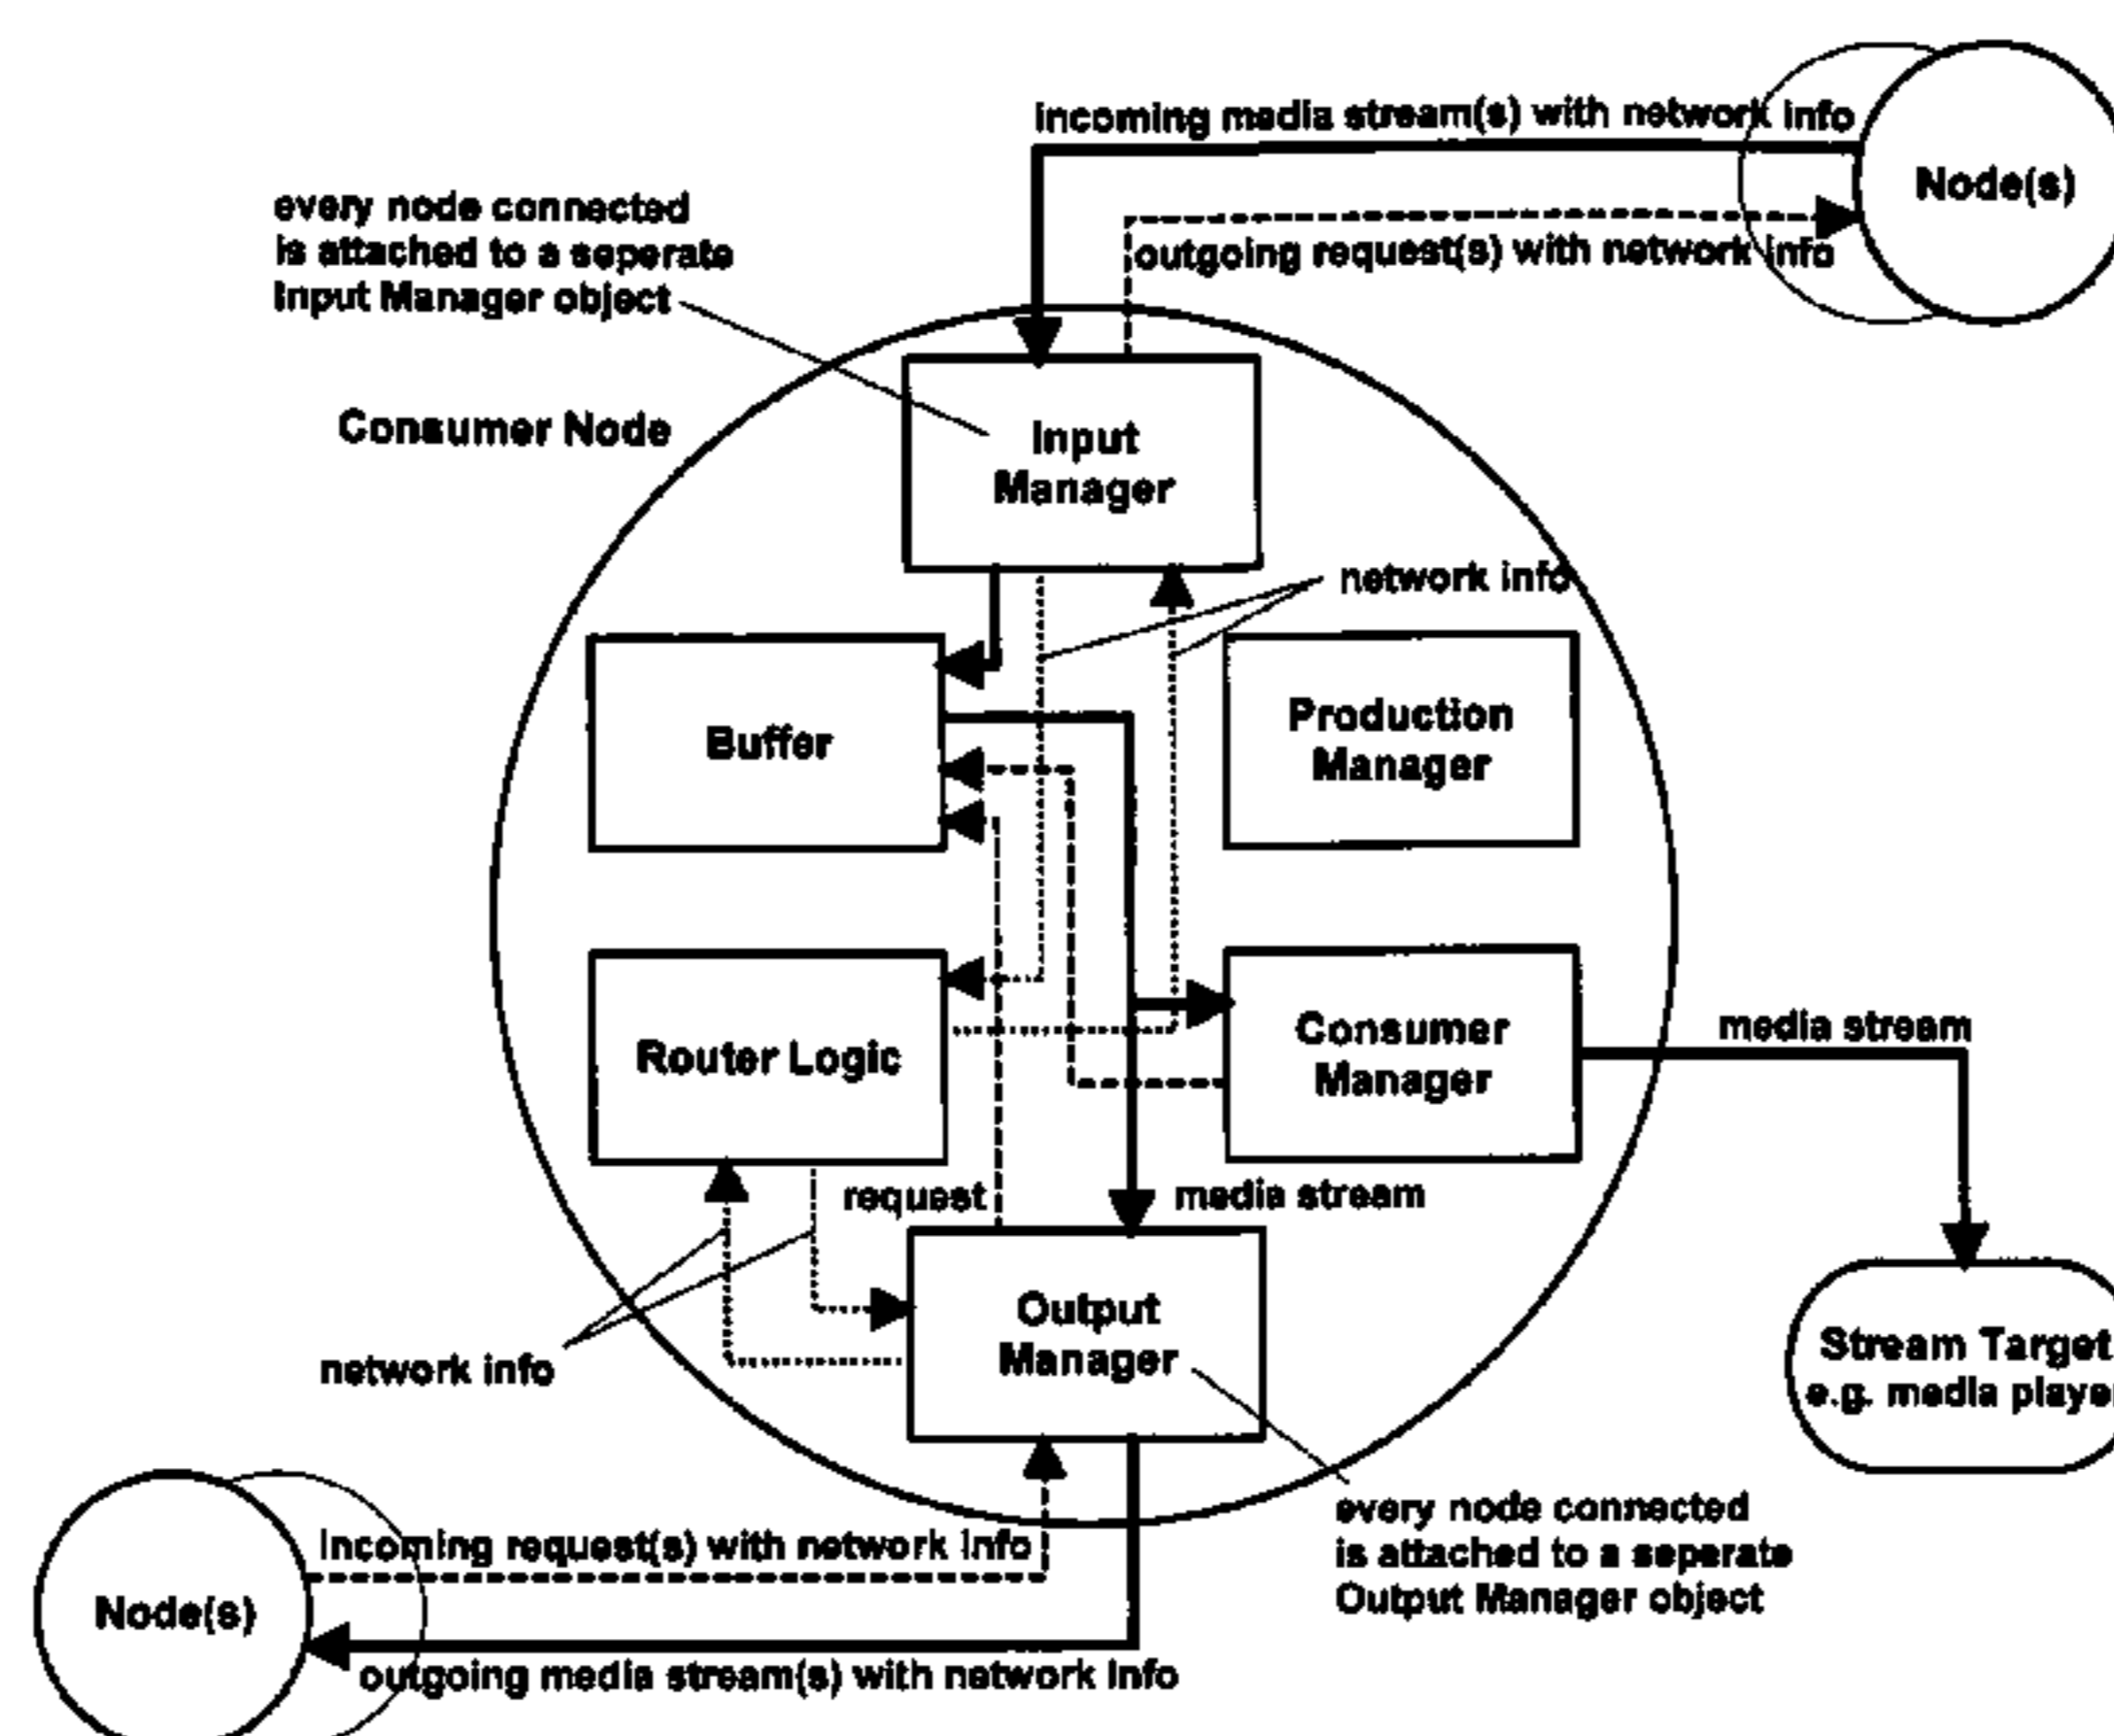 incoming media stream(s) with network info
Node(s)
every node connected
is attached to a seperate
Input Manager object
outgoing request(s) with network info
Consumer Node
Input
Manager
network info
Buffer
Production
Manager
Router Logic
Consumer
Manager
media stream
request
media stream
Output
Manager
network info
Stream Target
e.g. media player
every node connected
is attached to a seperate
Output Manager object
Incoming request(s) with network info
Node(s)
outgoing media stream(s) with network info